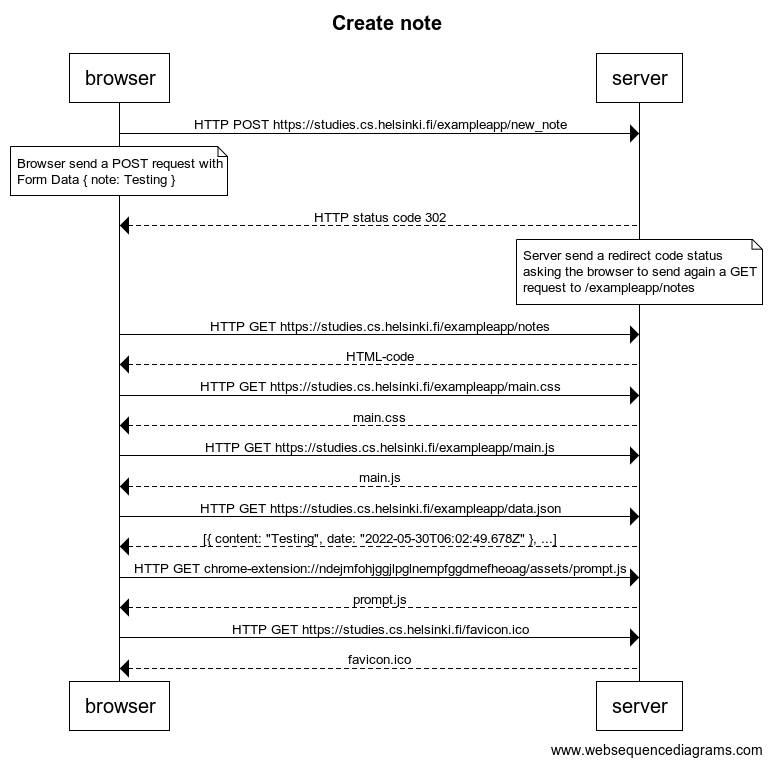 Create note
browser
server
HTTP POST https://studies.cs.helsinki.fi/exampleapp/new_note
Browser send a POST request with
Form Data { note: Testing }
HTTP status code 302
Server send a redirect code status
asking the browser to send again a GET
request to /exampleapp/notes
HTTP GET https://studies.cs.helsinki.fi/exampleapp/notes
HTML-code
HTTP GET https://studies.cs.helsinki.fi/exampleapp/main.css
main.css
HTTP GET https://studies.cs.helsinki.fi/exampleapp/main.js
main.js
HTTP GET https://studies.cs.helsinki.fi/exampleapp/data.json
[{ content: "Testing", date: "2022-05-30T06:02:49.678Z" }, ...]
HTTP GET chrome-extension://ndejmfohjggjlpglnempfggdmefheoag/assets/prompt.js
prompt.js
HTTP GET https://studies.cs.helsinki.fi/favicon.ico
favicon.ico
browser
server
www.websequencediagrams.com